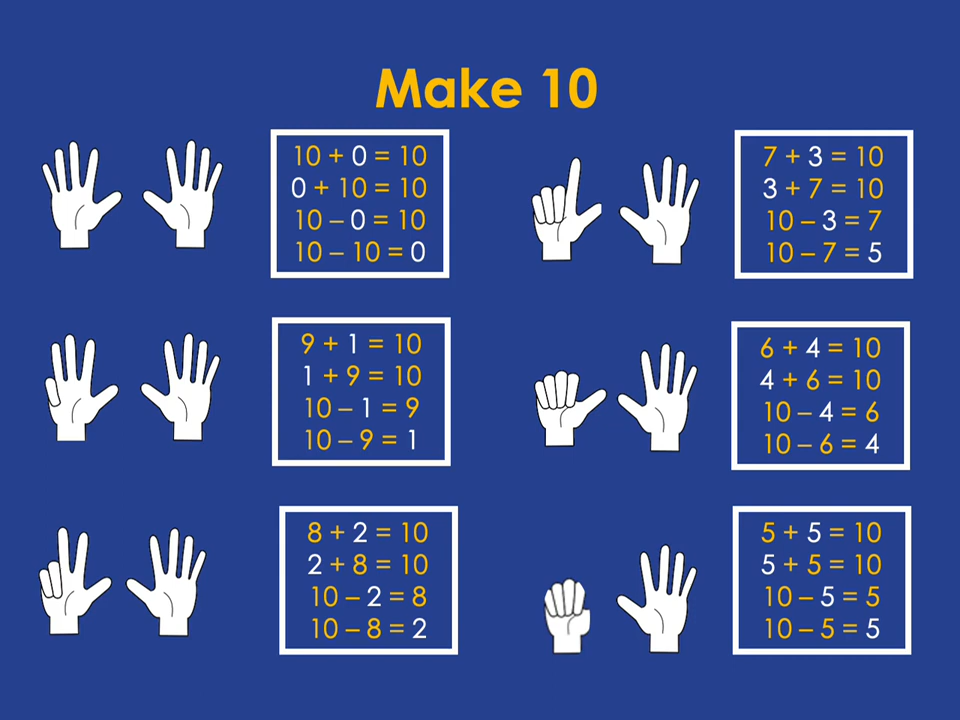 Make 10
10 + 0 = 10
0 + 10 = 10
10 – 0 = 10
10 – 10 = 0
9 + 1 = 10
1 + 9 = 10
10 – 1 = 9
10 – 9 = 1
8 + 2 = 10
2 + 8 = 10
10 – 2 = 8
10 – 8 = 2
7 + 3 = 10
3 + 7 = 10
10 – 3 = 7
10 – 7 = 5
6 + 4 = 10
4 + 6 = 10
10 – 4 = 6
10 – 6 = 4
5 + 5 = 10
5 + 5 = 10
10 – 5 = 5
10 – 5 = 5